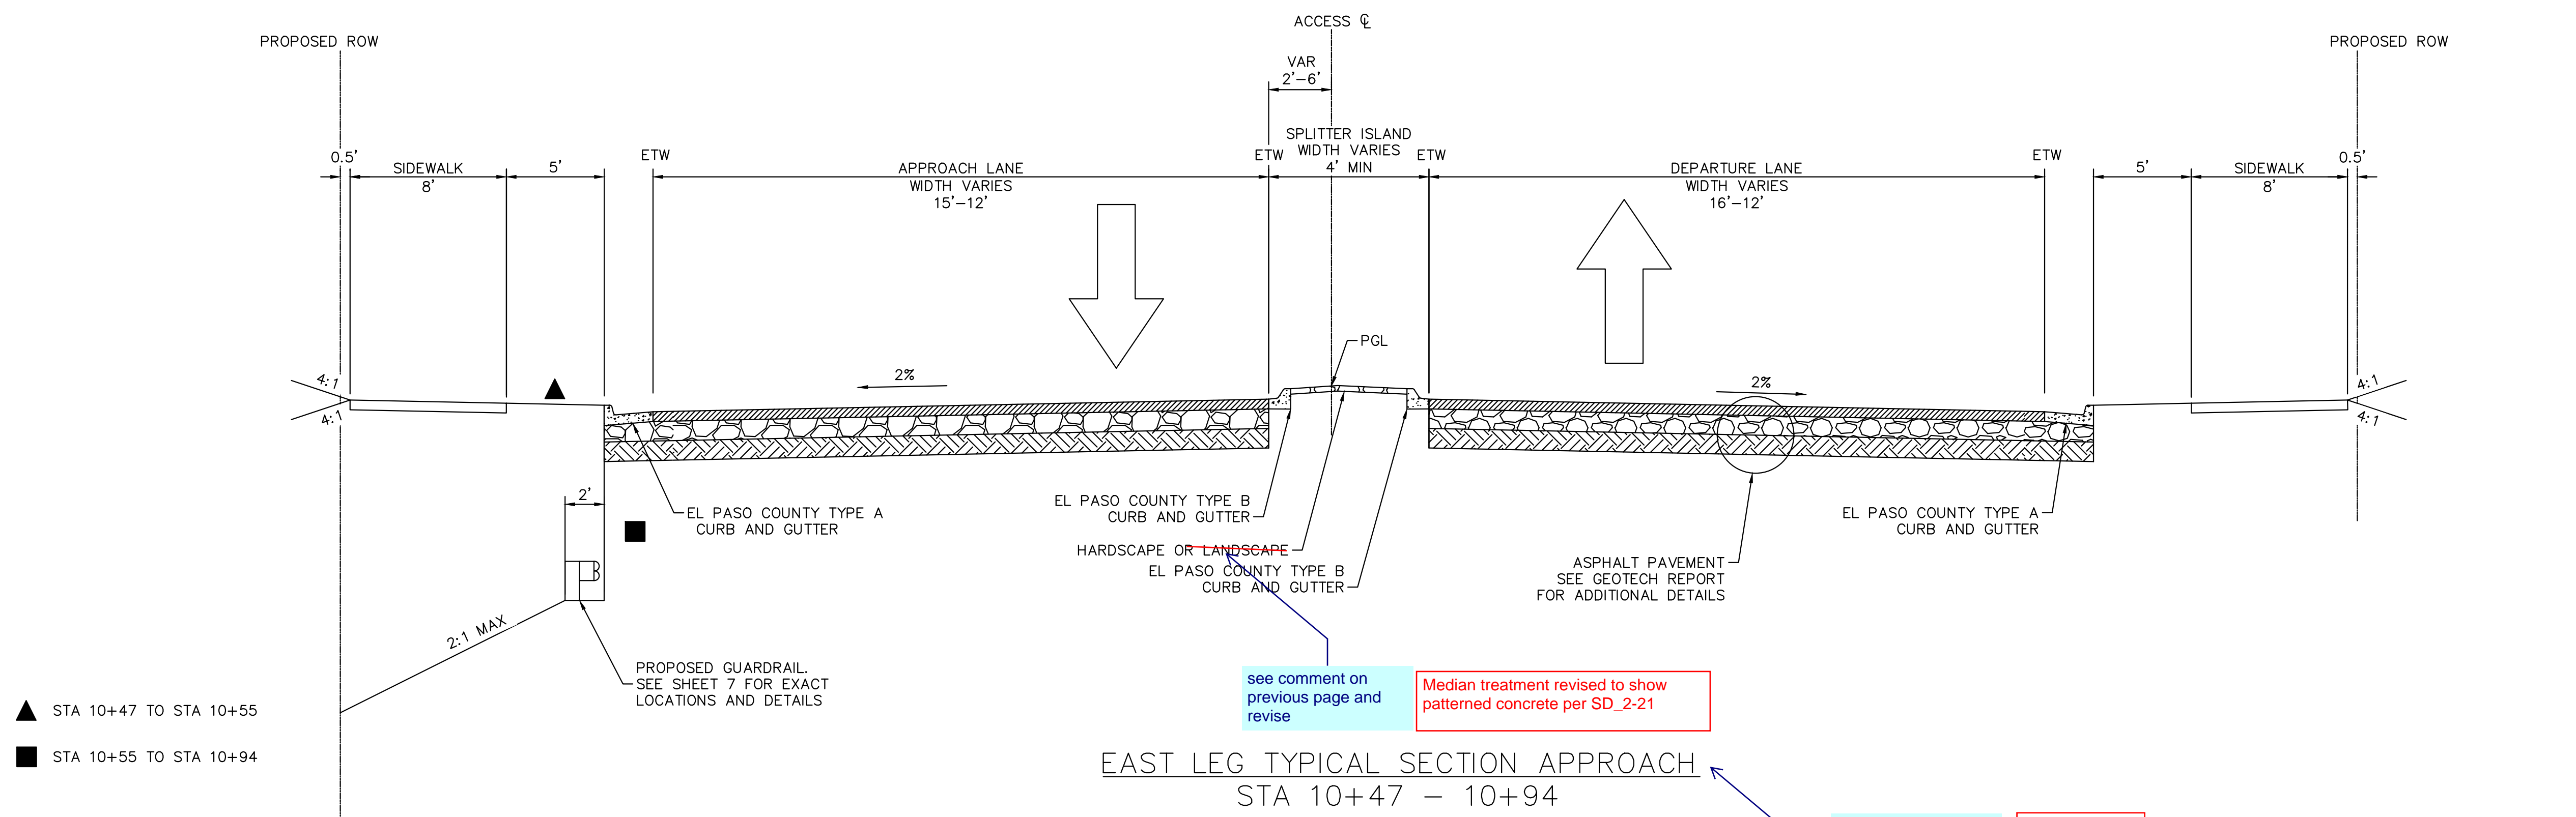 ACCESS ℄
PROPOSED ROW
PROPOSED ROW
VAR
2'-6'
SPLITTER ISLAND
WIDTH VARIES
4' MIN
0.5'
SIDEWALK
8'
5'
ETW
APPROACH LANE
WIDTH VARIES
15'-12'
ETW
ETW
DEPARTURE LANE
WIDTH VARIES
16'-12'
ETW
5'
SIDEWALK
8'
0.5'
PGL
2%
2%
4:1
4:1
4:1
4:1
2'
EL PASO COUNTY TYPE A
CURB AND GUTTER
EL PASO COUNTY TYPE B
CURB AND GUTTER
HARDSCAPE OR LANDSCAPE
EL PASO COUNTY TYPE B
CURB AND GUTTER
ASPHALT PAVEMENT
SEE GEOTECH REPORT
FOR ADDITIONAL DETAILS
EL PASO COUNTY TYPE A
CURB AND GUTTER
2:1 MAX
PROPOSED GUARDRAIL.
SEE SHEET 7 FOR EXACT
LOCATIONS AND DETAILS
STA 10+47 TO STA 10+55
STA 10+55 TO STA 10+94
see comment on
previous page and
revise
Median treatment revised to show
patterned concrete per SD_2-21
EAST LEG TYPICAL SECTION APPROACH
STA 10+47 - 10+94